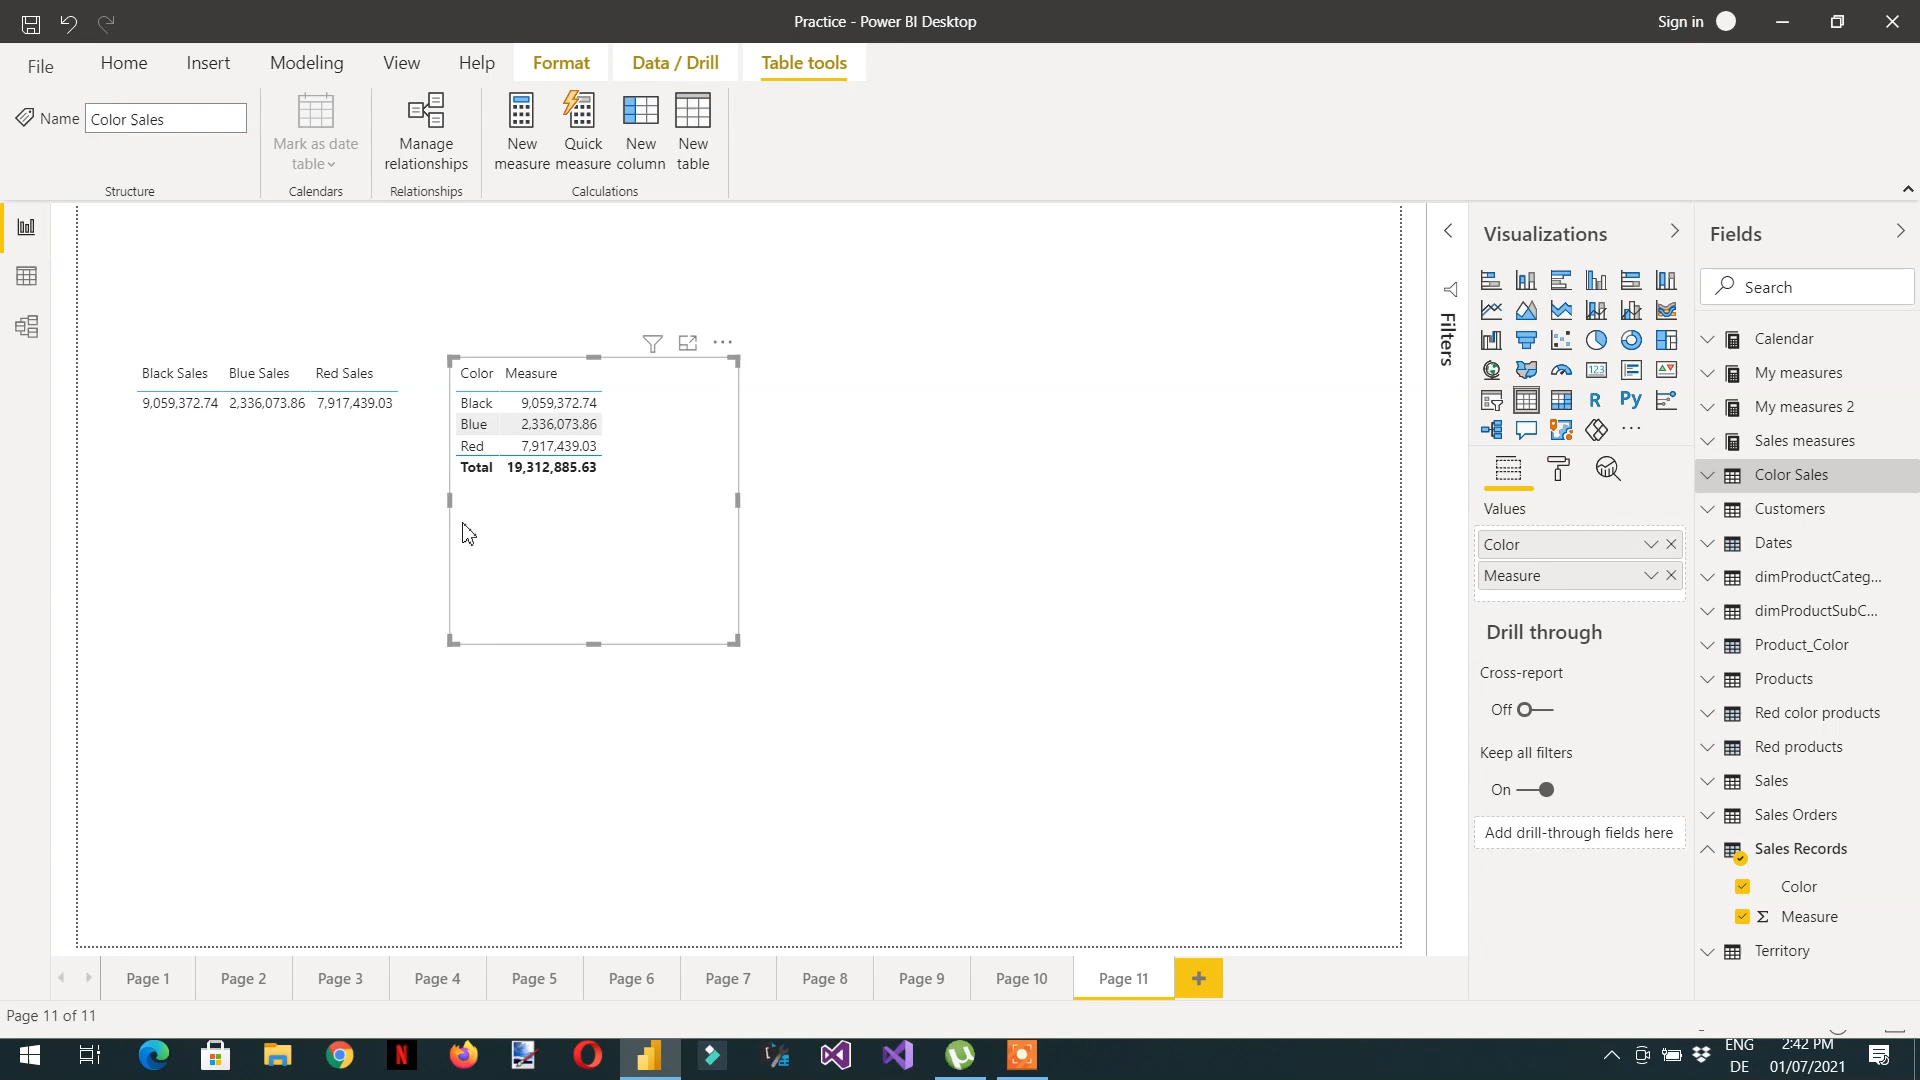 Practice - Power BI Desktop
Sign in
File
Home
Insert
Modeling
View
Help
Format
Data / Drill
Table tools
Name
Color Sales
Mark as date
table
Manage
relationships
New
measure
Quick
measure
New
column
New
table
Structure
Calendars
Relationships
Calculations
Black Sales Blue Sales Red Sales
9,059,372.74 2,336,073.86 7,917,439.03
Color Measure
Black 9,059,372.74
Blue 2,336,073.86
Red 7,917,439.03
Total 19,312,885.63
Filters
Visualizations
123
R
Py
Values
Color
Measure
Drill through
Cross-report
Off
Keep all filters
On
Add drill-through fields here
Fields
Search
Calendar
My measures
My measures 2
Sales measures
Color Sales
Customers
Dates
dimProductCateg...
dimProductSubC...
Product_Color
Products
Red color products
Red products
Sales
Sales Orders
Sales Records
Color
Σ Measure
Territory
Page 1
Page 2
Page 3
Page 4
Page 5
Page 6
Page 7
Page 8
Page 9
Page 10
Page 11
+
Page 11 of 11
N
ENG
DE
2:42 PM
01/07/2021